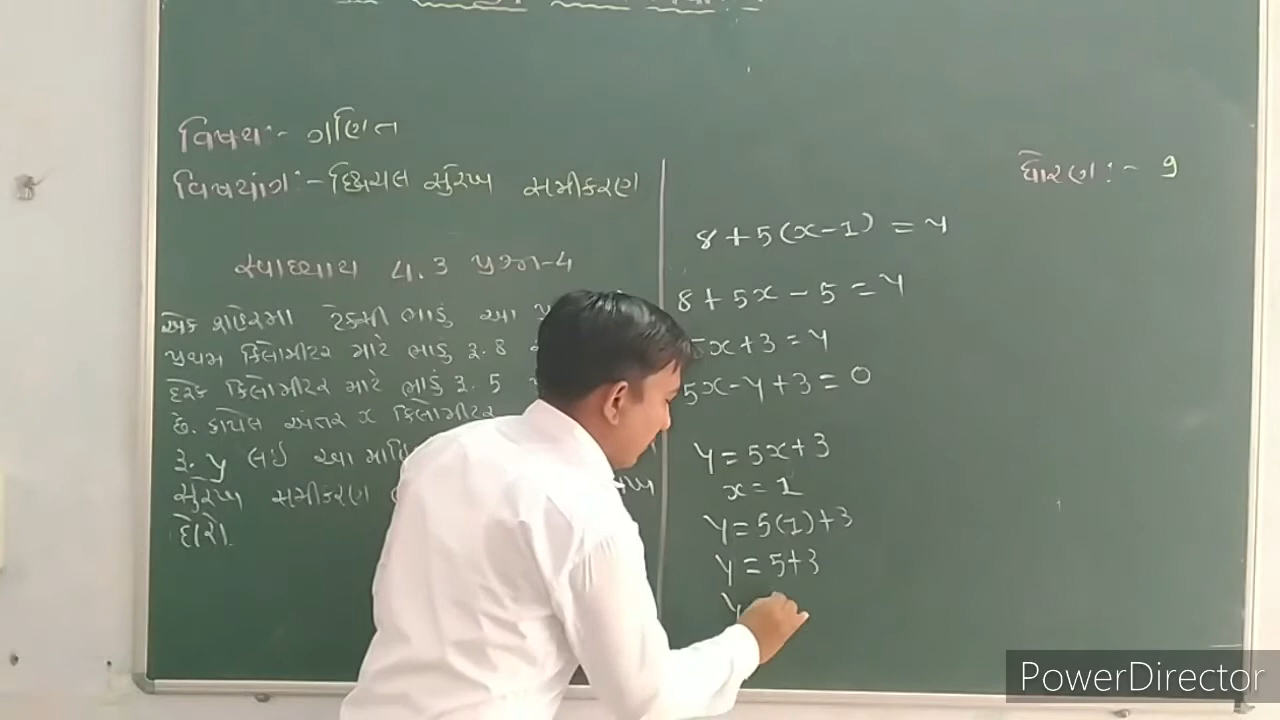 વિષય:- ગણિત
વિષયાંગ:- દ્વિચલ સુરેખ સમીકરણ
ધોરણ:- 9
સ્વાધ્યાય 4.3 પ્રશ્ન-4
એક શહેરમાં ટેક્સી ભાડું આ
પ્રથમ કિલોમીટર માટે ભાડું રૂ. 8
દરેક કિલોમીટર માટે ભાડું રૂ. 5
છે. કાપેલ અંતર x કિલોમીટર
રૂ. y લઈ આ
સુરેખ સમીકરણ
દોરો.
8+5(x-1) = y
8+5x-5=y
5x+3=y
5x-y+3=0
y=5x+3
x=1
y=5(1)+3
y=5+3
y
PowerDirector